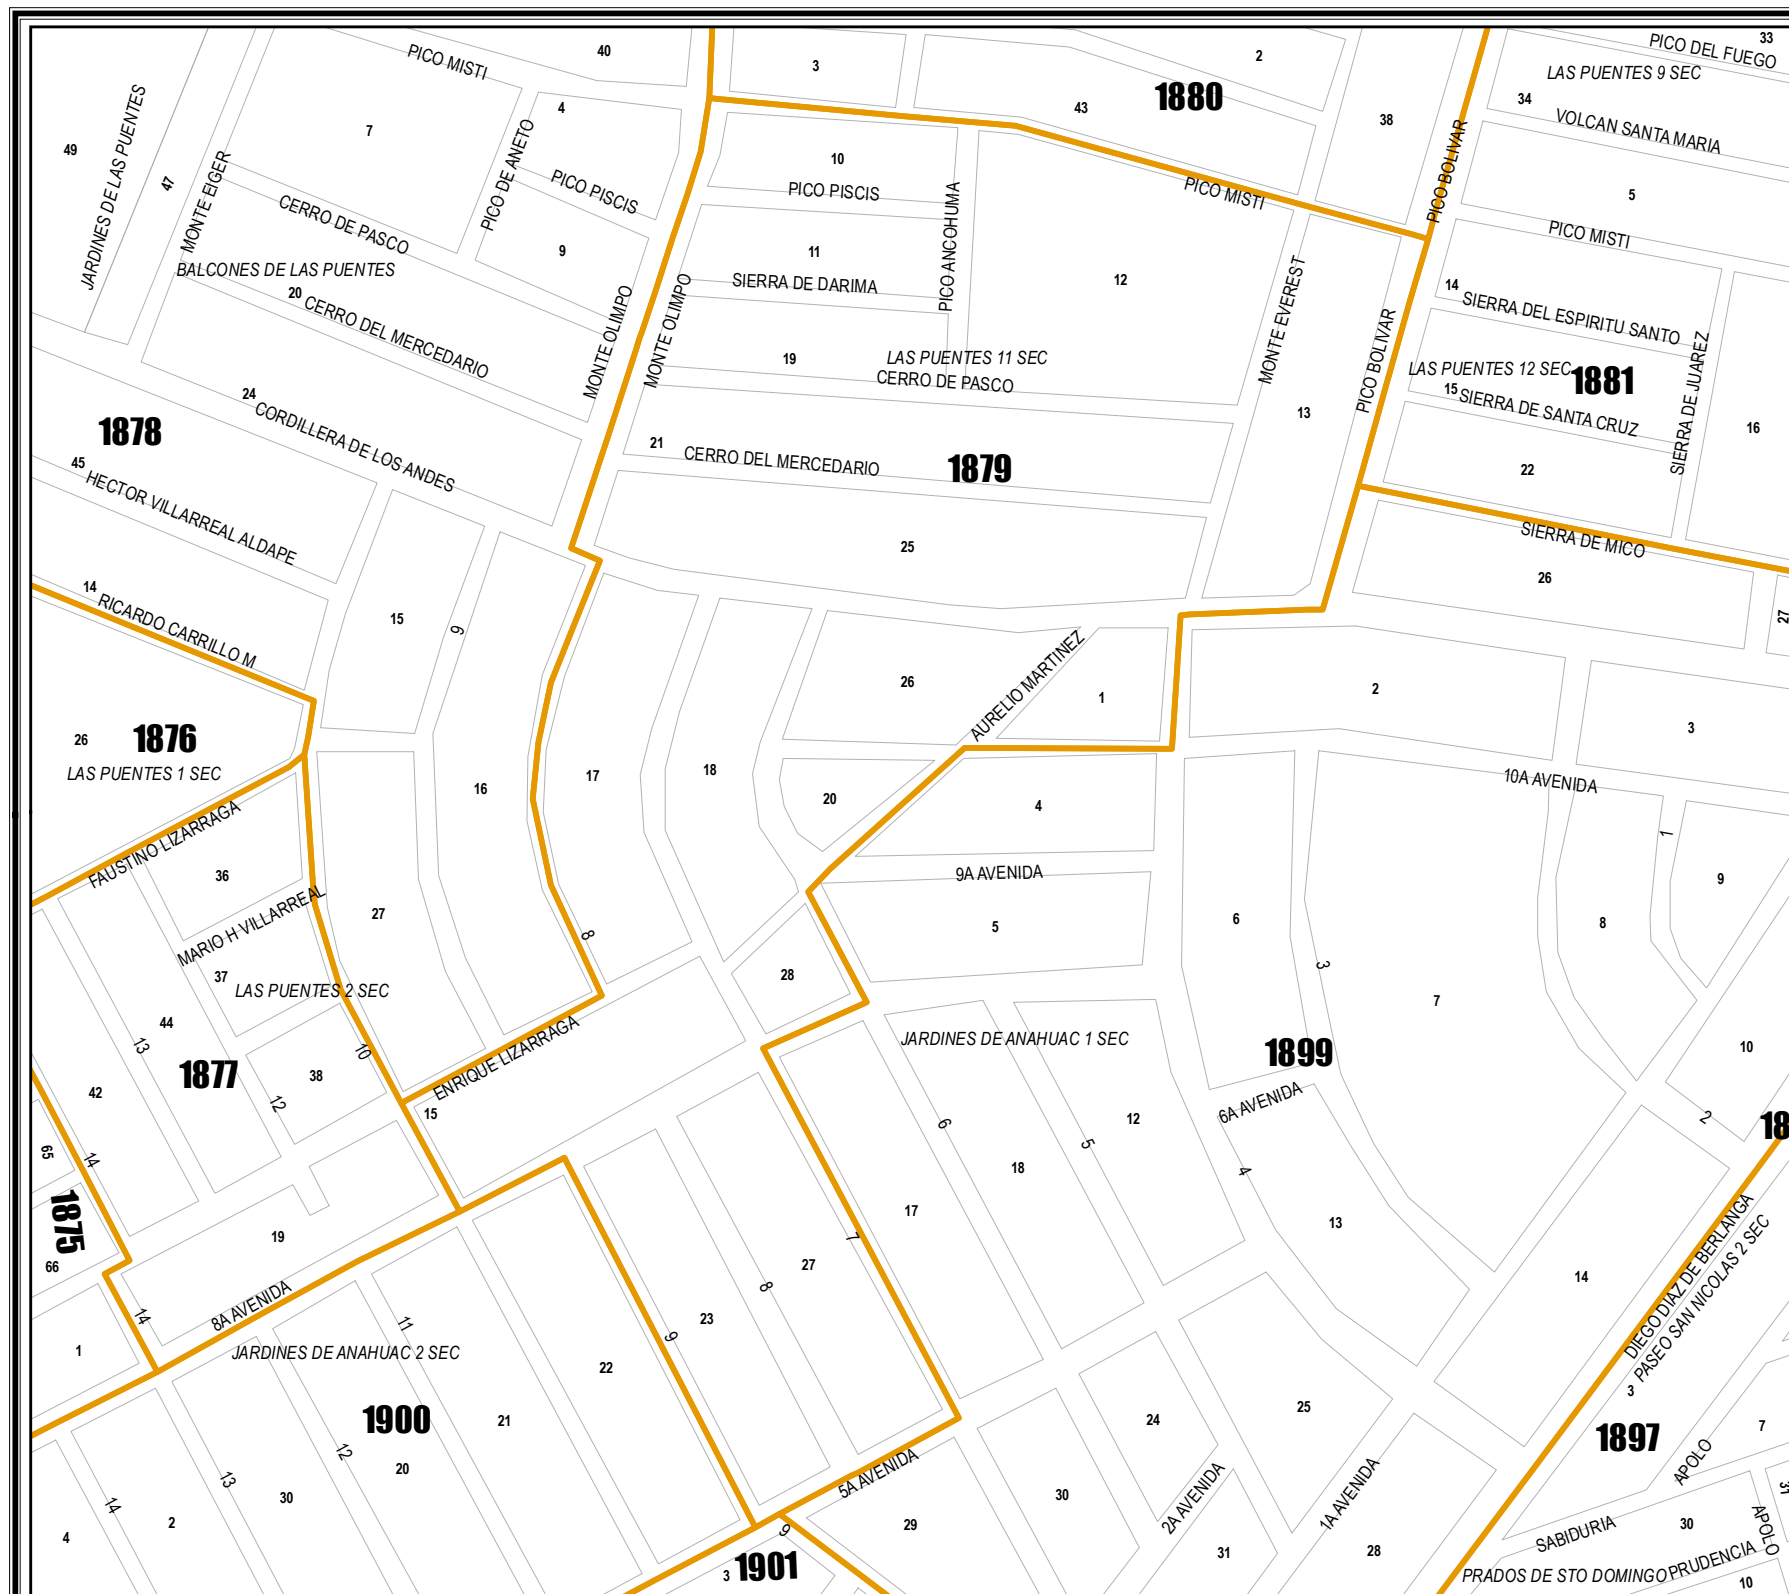 PICO MISTI
40
3
2
33
PICO DEL FUEGO
LAS PUENTES 9 SEC
1880
43
38
34
VOLCAN SANTA MARIA
49
JARDINES DE LAS PUENTES
47
7
4
PICO DE ANETO
MONTE EIGER
PICO PISCIS
CERRO DE PASCO
9
BALCONES DE LAS PUENTES
20
CERRO DEL MERCEDARIO
MONTE OLIMPO
MONTE OLIMPO
10
PICO PISCIS
PICO ANCOHUMA
11
SIERRA DE DARIMA
12
PICO MISTI
PICO BOLIVAR
5
PICO MISTI
MONTE EVEREST
14
SIERRA DEL ESPIRITU SANTO
SIERRA DE JUAREZ
19
LAS PUENTES 11 SEC
CERRO DE PASCO
13
PICO BOLIVAR
LAS PUENTES 12 SEC
1881
15
SIERRA DE SANTA CRUZ
16
24
CORDILLERA DE LOS ANDES
1878
45
HECTOR VILLARREAL ALDAPE
21
CERRO DEL MERCEDARIO
1879
22
25
SIERRA DE MICO
26
27
14
RICARDO CARRILLO M
15
9
26
AURELIO MARTINEZ
1
2
3
26
1876
LAS PUENTES 1 SEC
16
17
18
20
4
10A AVENIDA
1
FAUSTINO LIZARRAGA
36
MARIO H VILLARREAL
27
9A AVENIDA
5
6
8
9
8
37
LAS PUENTES 2 SEC
28
3
7
44
13
1877
10
38
12
42
ENRIQUE LIZARRAGA
15
JARDINES DE ANAHUAC 1 SEC
1899
10
6A AVENIDA
2
18
6
5
12
65
14
1875
66
19
4
18
17
13
7
14
DIEGO DIAZ DE BERLANGA
PASEO SAN NICOLAS 2 SEC
27
8
23
9
14
8A AVENIDA
11
1
JARDINES DE ANAHUAC 2 SEC
22
3
1900
21
24
25
1897
7
APOLO
12
20
13
30
14
2
4
5A AVENIDA
30
2A AVENIDA
1A AVENIDA
31
29
9
3
1901
31
28
SABIDURIA
30
APOLO
PRADOS DE STO DOMINGO
PRUDENCIA
10